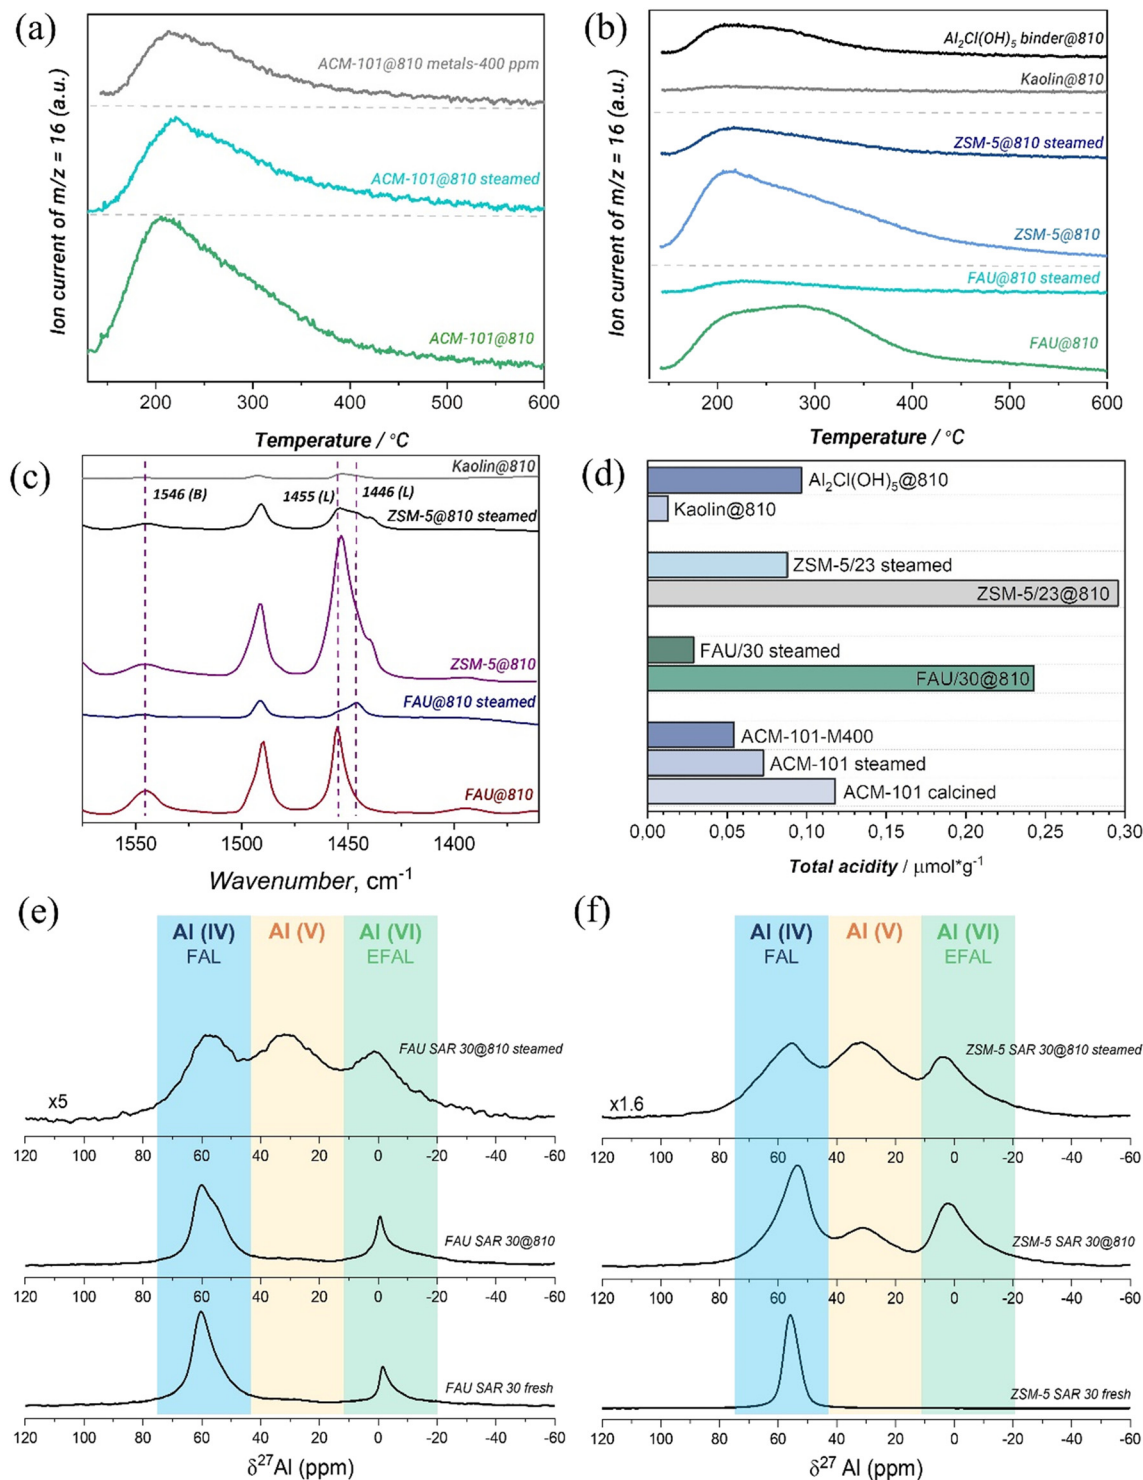 (a)
Ion current of m/z = 16 (a.u.)
ACM-101@810 metals-400 ppm
ACM-101@810 steamed
ACM-101@810
200 300 400 500 600
Temperature / °C
(b)
Ion current of m/z = 16 (a.u.)
Al₂Cl(OH)₅ binder@810
Kaolin@810
ZSM-5@810 steamed
ZSM-5@810
FAU@810 steamed
FAU@810
200 300 400 500 600
Temperature / °C
(c)
Kaolin@810
1546 (B) 1455 (L) 1446 (L)
ZSM-5@810 steamed
ZSM-5@810
FAU@810 steamed
FAU@810
1550 1500 1450 1400
Wavenumber, cm⁻¹
(d)
Al₂Cl(OH)₅@810
Kaolin@810
ZSM-5/23 steamed
ZSM-5/23@810
FAU/30 steamed
FAU/30@810
ACM-101-M400
ACM-101 steamed
ACM-101 calcined
0,00 0,05 0,10 0,15 0,20 0,25 0,30
Total acidity / μmol*g⁻¹
(e)
Al (IV) Al (V) Al (VI)
FAL EFAL
FAU SAR 30@810 steamed
x5
120 100 80 60 40 20 0 -20 -40 -60
FAU SAR 30@810
120 100 80 60 40 20 0 -20 -40 -60
FAU SAR 30 fresh
120 100 80 60 40 20 0 -20 -40 -60
δ²⁷Al (ppm)
(f)
Al (IV) Al (V) Al (VI)
FAL EFAL
ZSM-5 SAR 30@810 steamed
x1.6
120 100 80 60 40 20 0 -20 -40 -60
ZSM-5 SAR 30@810
120 100 80 60 40 20 0 -20 -40 -60
ZSM-5 SAR 30 fresh
120 100 80 60 40 20 0 -20 -40 -60
δ²⁷ Al (ppm)